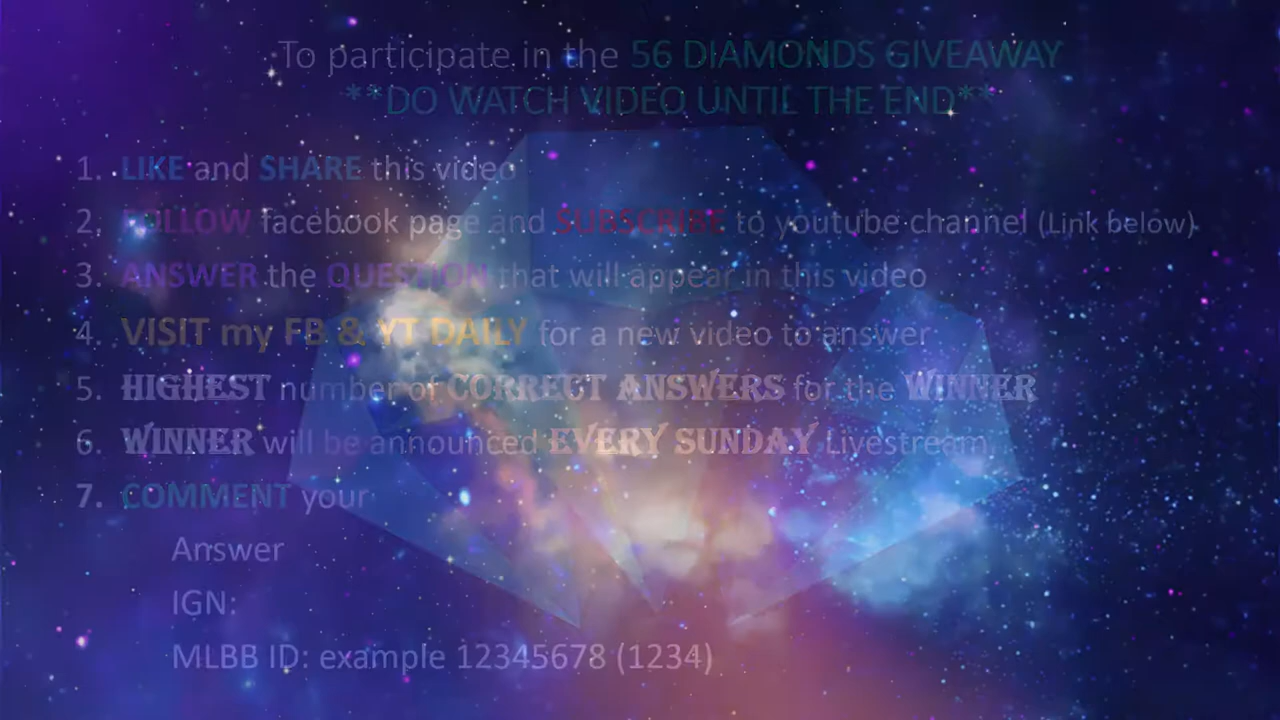 To participate in the 56 DIAMONDS GIVEAWAY
**DO WATCH VIDEO UNTIL THE END**
1. LIKE and SHARE this video
2. FOLLOW facebook page and SUBSCRIBE to youtube channel (Link below)
3. ANSWER the QUESTION that will appear in this video
4. VISIT my FB & YT DAILY for a new video to answer
5. HIGHEST number of CORRECT ANSWERS for the WINNER
6. WINNER will be announced EVERY SUNDAY Livestream
7. COMMENT your
Answer
IGN:
MLBB ID: example 12345678 (1234)